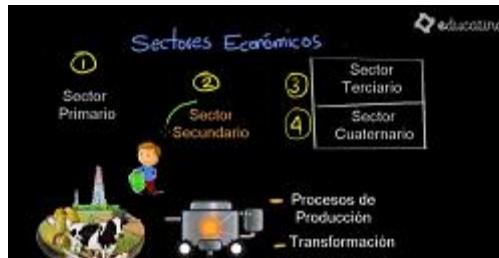 educatina
Sectores Económicos
1
Sector
Primario
2
Sector
Secundario
3
Sector
Terciario
4
Sector
Cuaternario
- Procesos de
Producción
- Transformación